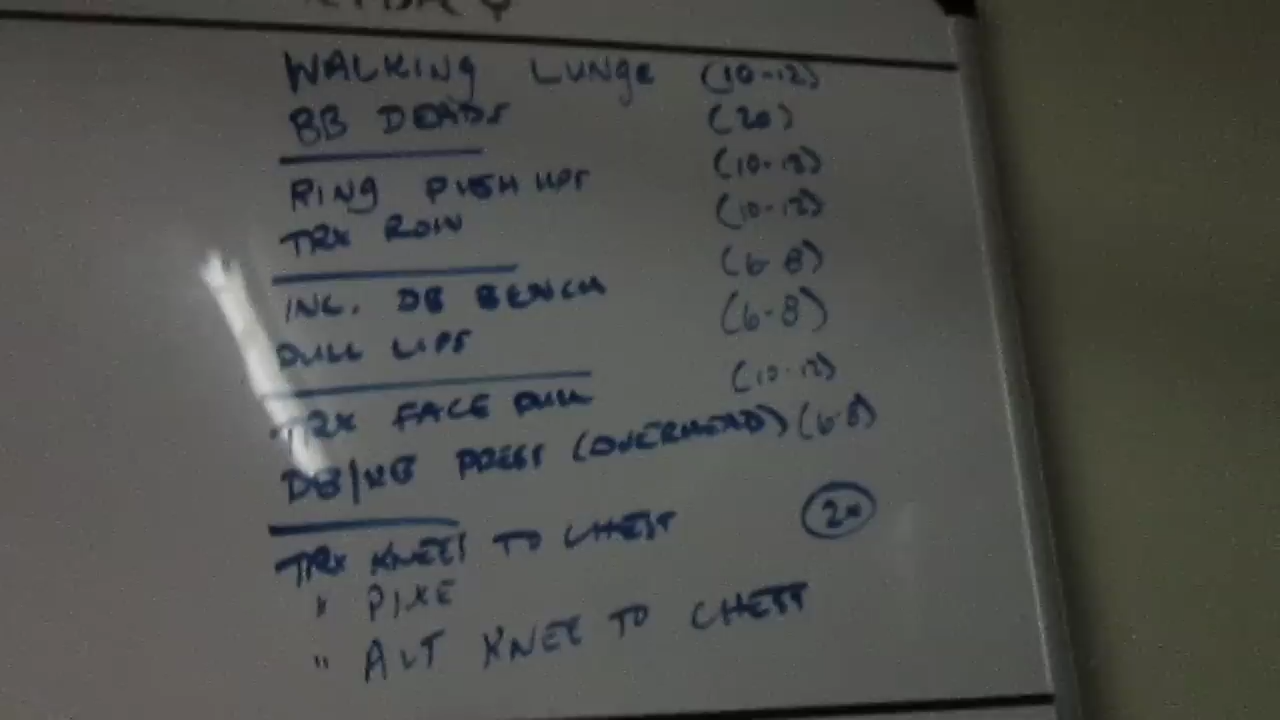 WALKING LUNGE (10-12)
BB DEADS (20)
RING PUSH UPS (10-12)
TRX ROW (10-12)
INC. DB BENCH (6-8)
PULL UPS (6-8)
TRX FACE PULL (10-12)
DB/KB PRESS (OVERHEAD) (6-8)
TRX KNEES TO CHEST 2x
" PIKE
" ALT KNEE TO CHEST